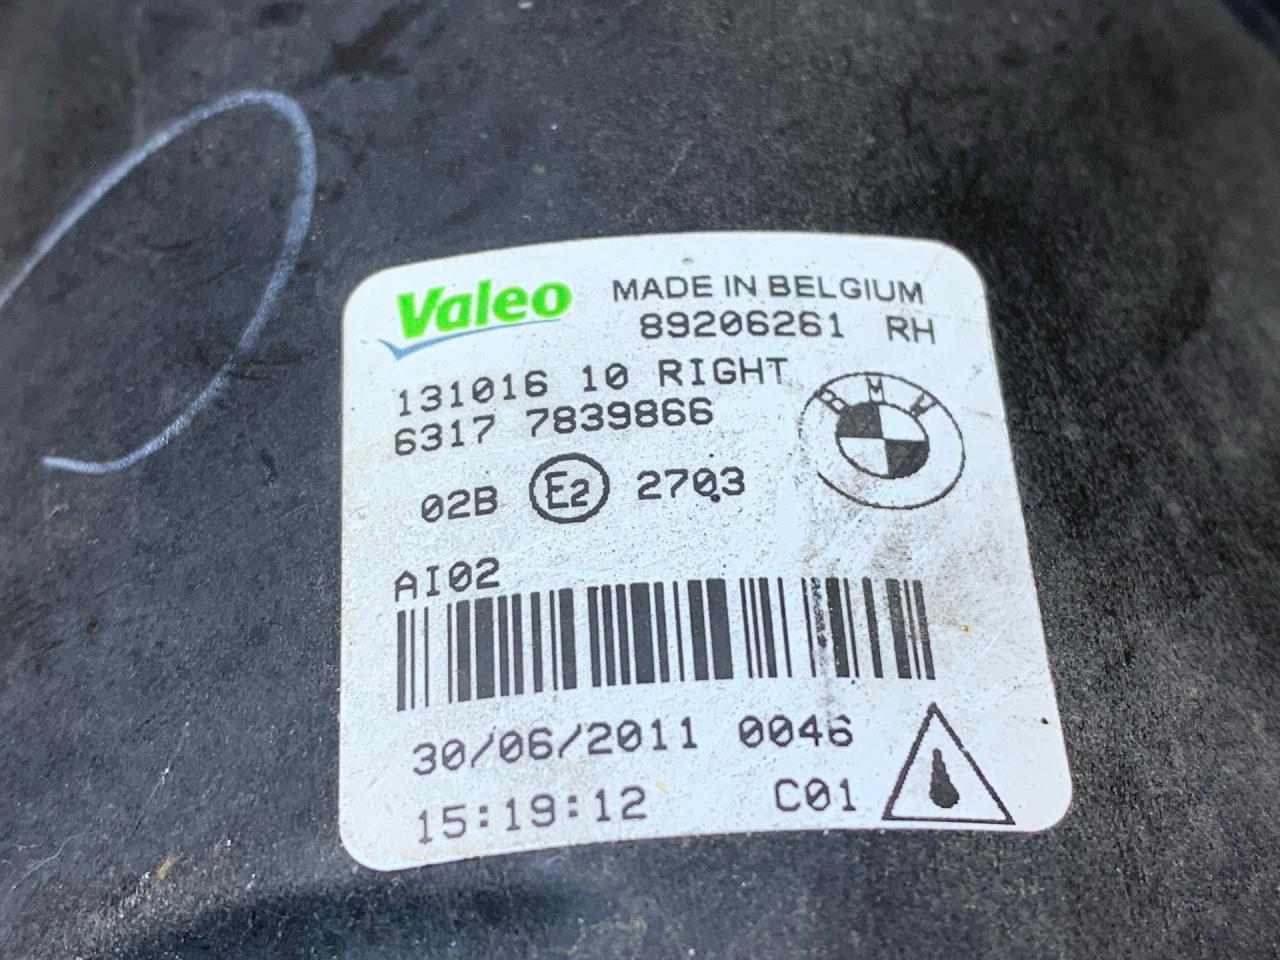 Valeo MADE IN BELGIUM
89206261 RH
131016 10 RIGHT
6317 7839866
BMW
02B E2 2703
AI02
30/06/2011 0046
15:19:12 C01